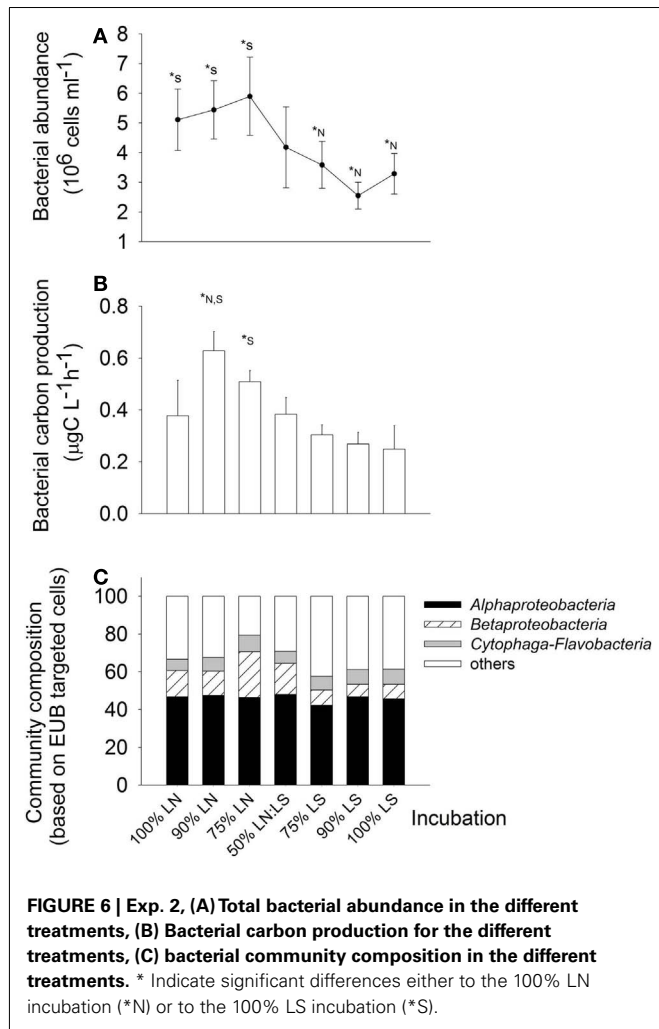 A
Bacterial abundance
(10⁶ cells ml⁻¹)
8
7
6
5
4
3
2
1
*S
*S
*S
*N
*N
*N
B
Bacterial carbon production
(µgC L⁻¹h⁻¹)
0.8
0.6
0.4
0.2
0.0
*N,S
*S
C
Community composition
(based on EUB targeted cells)
100
80
60
40
20
0
Alphaproteobacteria
Betaproteobacteria
Cytophaga-Flavobacteria
others
100% LN
90% LN
75% LN
50% LN:LS
75% LS
90% LS
100% LS
Incubation
FIGURE 6 | Exp. 2, (A) Total bacterial abundance in the different
treatments, (B) Bacterial carbon production for the different
treatments, (C) bacterial community composition in the different
treatments. * Indicate significant differences either to the 100% LN
incubation (*N) or to the 100% LS incubation (*S).